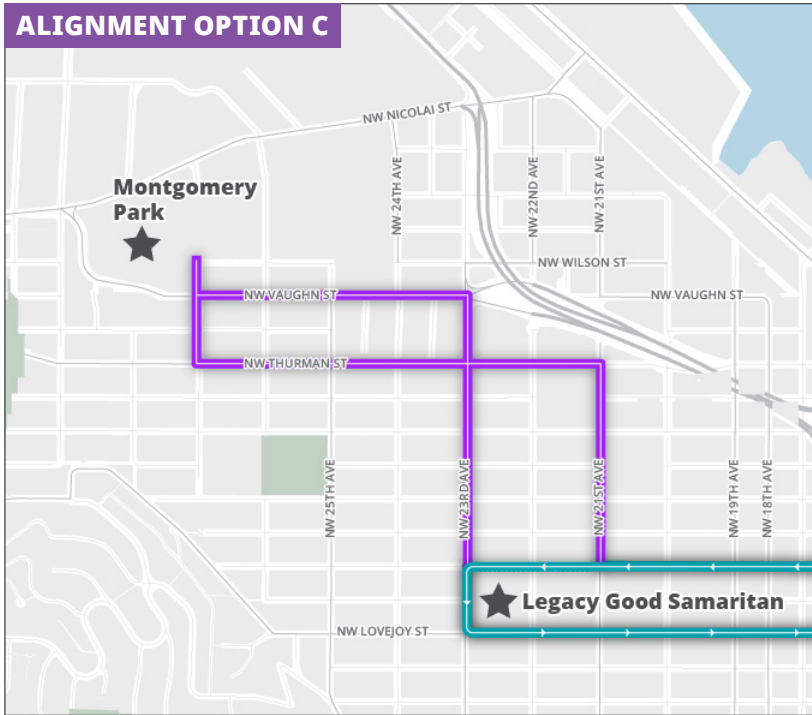 ALIGNMENT OPTION C
NW NICOLAI ST
NW 24TH AVE
NW 22ND AVE
NW 21ST AVE
Montgomery
Park
NW WILSON ST
NW VAUGHN ST
NW VAUGHN ST
NW THURMAN ST
NW 25TH AVE
NW 23RD AVE
NW 21ST AVE
NW 19TH AVE
NW 18TH AVE
Legacy Good Samaritan
NW LOVEJOY ST